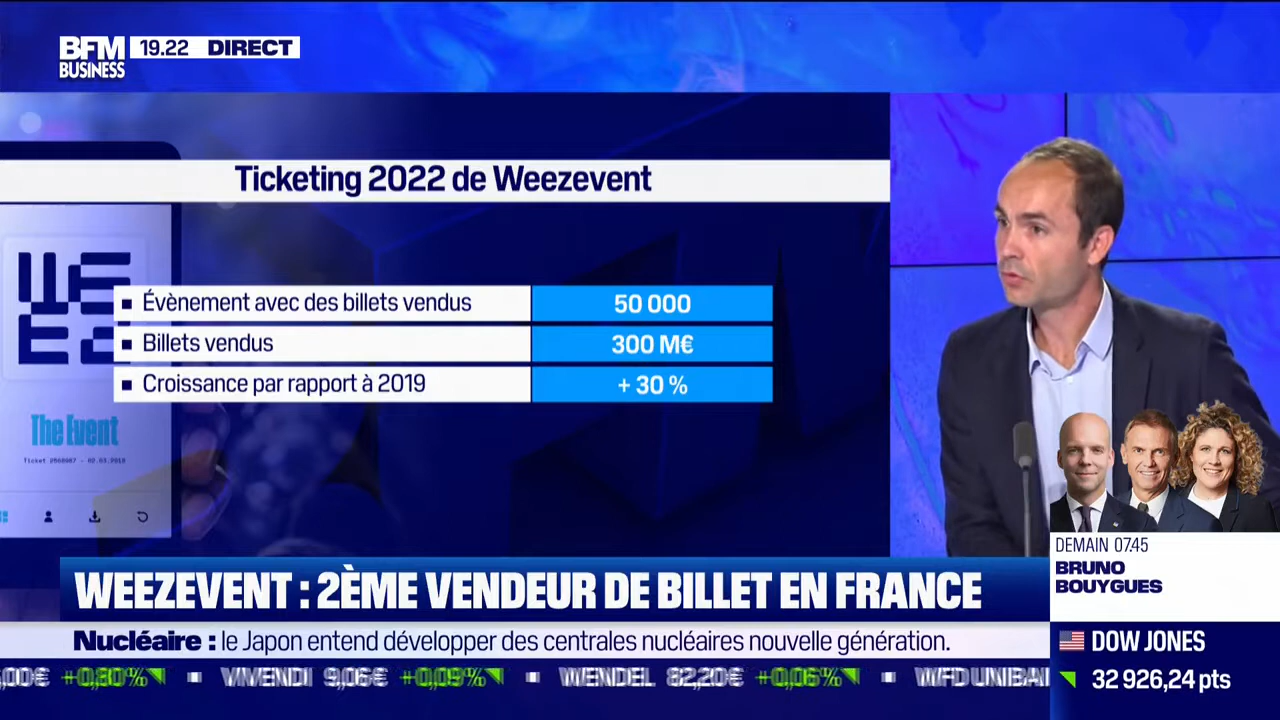 BFM
BUSINESS
19.22 DIRECT
Ticketing 2022 de Weezevent
Évènement avec des billets vendus 50 000
Billets vendus 300 M€
Croissance par rapport à 2019 + 30 %
The Event
DEMAIN 07.45
BRUNO
BOUYGUES
WEEZEVENT : 2ÈME VENDEUR DE BILLET EN FRANCE
Nucléaire : le Japon entend développer des centrales nucléaires nouvelle génération.
DOW JONES
32 926,24 pts
,00€ +0,80% VIVENDI 9,06€ +0,09% WENDEL 82,20€ +0,06%